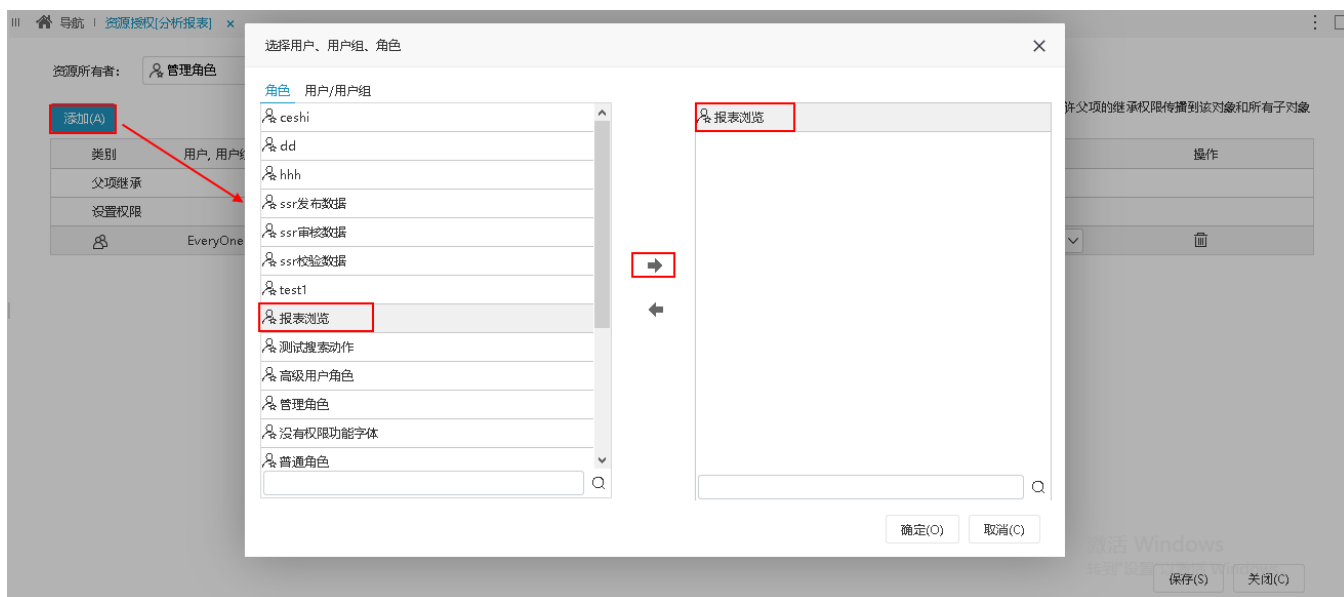 导航 资源授权[分析报表] ×
选择用户、用户组、角色
资源所有者: 管理角色
角色 用户/用户组
添加(A)
许父项的继承权限传播到该对象和所有子对象.
类别 用户, 用户组
操作
父项继承
设置权限
EveryOne
ceshi
dd
hhh
ssr发布数据
ssr审核数据
ssr校验数据
test1
报表浏览
测试搜索动作
高级用户角色
管理角色
没有权限功能字体
普通角色
报表浏览
确定(O) 取消(C)
激活 Windows
保存(S) 关闭(C)